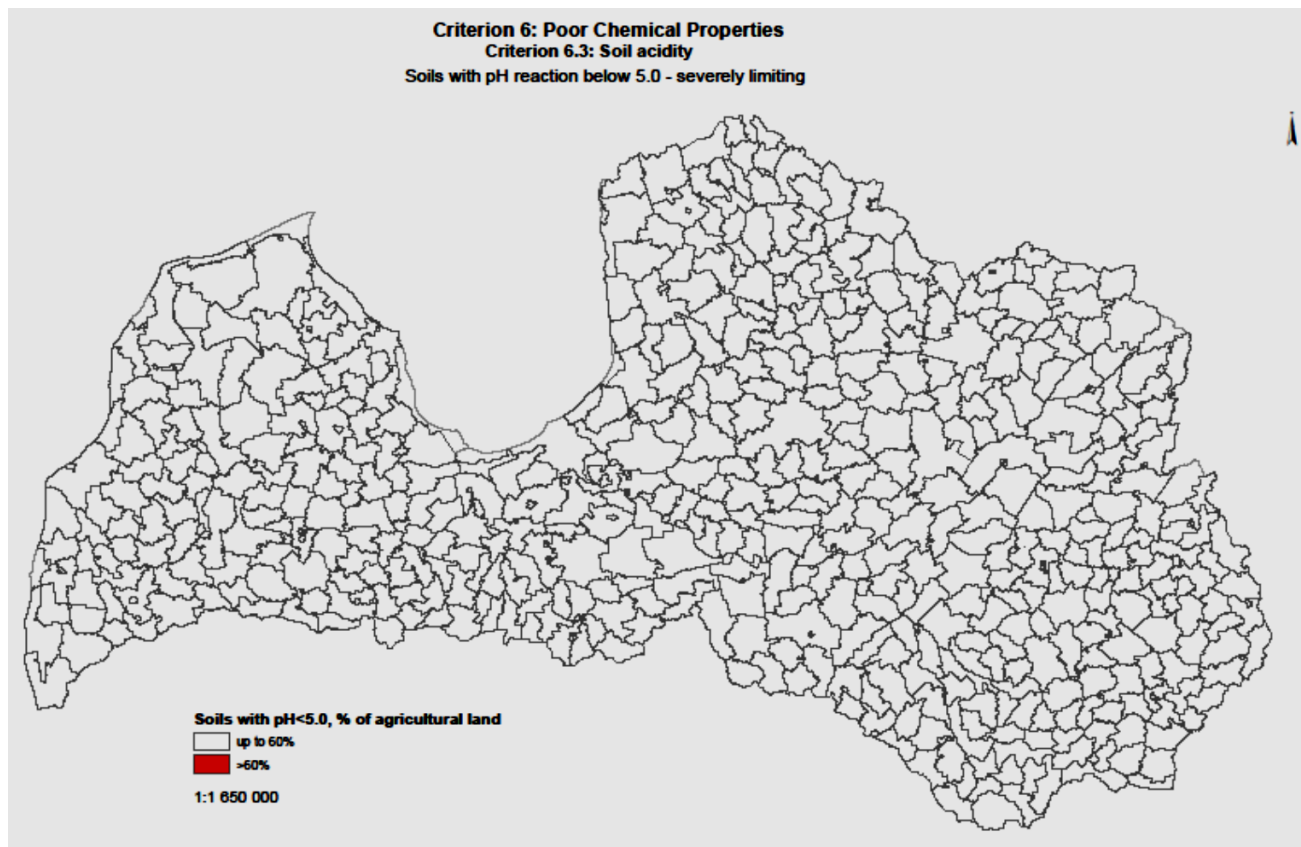 Criterion 6: Poor Chemical Properties
Criterion 6.3: Soil acidity
Soils with pH reaction below 5.0 - severely limiting
Soils with pH<5.0, % of agricultural land
up to 60%
>60%
1:1 650 000